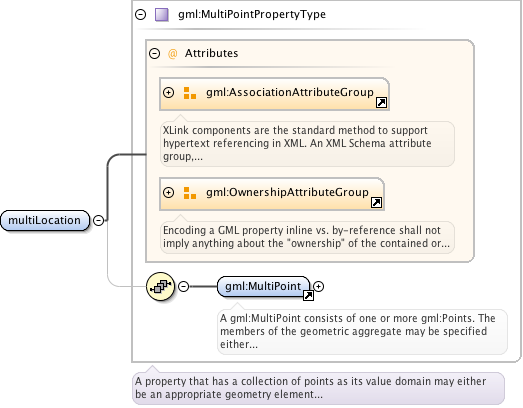 gml:MultiPointPropertyType
@ Attributes
gml:AssociationAttributeGroup
XLink components are the standard method to support
hypertext referencing in XML. An XML Schema attribute
group,...
gml:OwnershipAttributeGroup
Encoding a GML property inline vs. by-reference shall not
imply anything about the "ownership" of the contained or...
multiLocation
gml:MultiPoint
A gml:MultiPoint consists of one or more gml:Points. The
members of the geometric aggregate may be specified
either...
A property that has a collection of points as its value domain may either
be an appropriate geometry element...